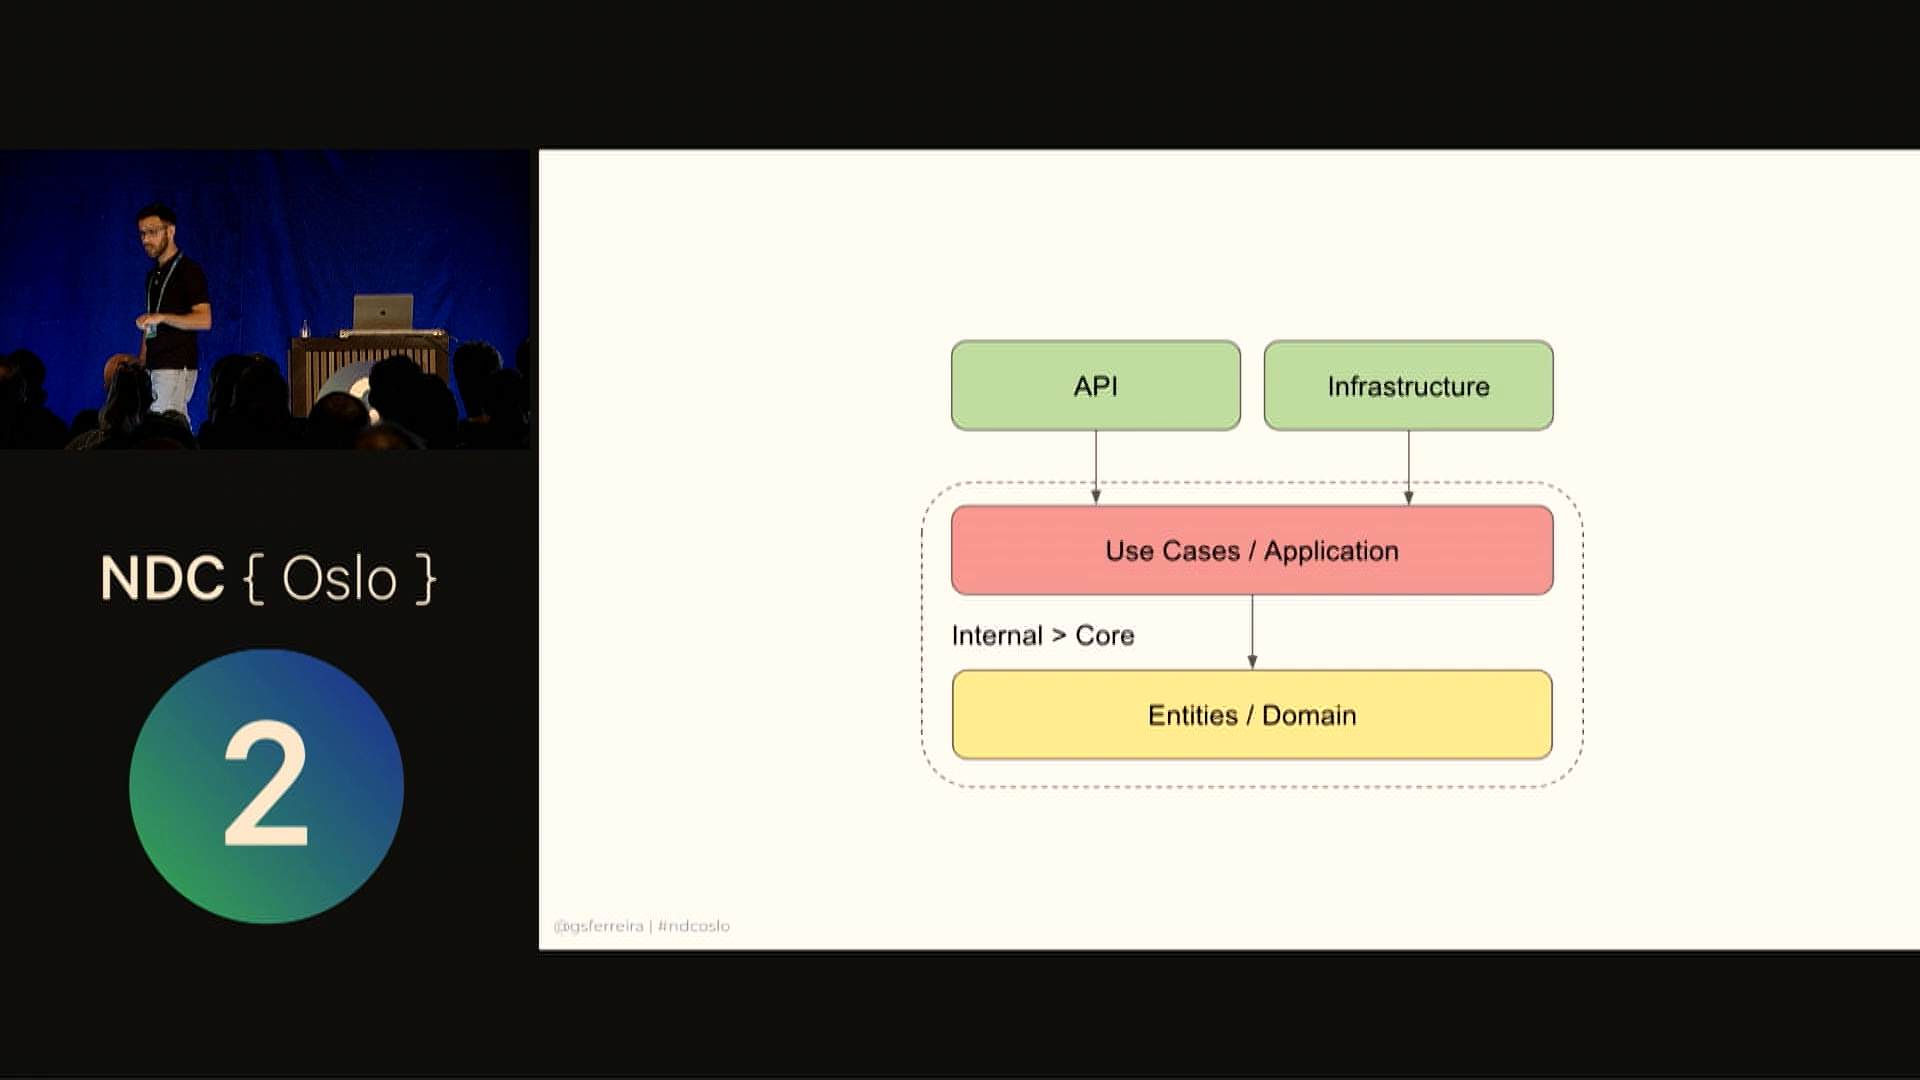 NDC { Oslo }
2
API
Infrastructure
Use Cases / Application
Internal > Core
Entities / Domain
@gsferreira | #ndcoslo